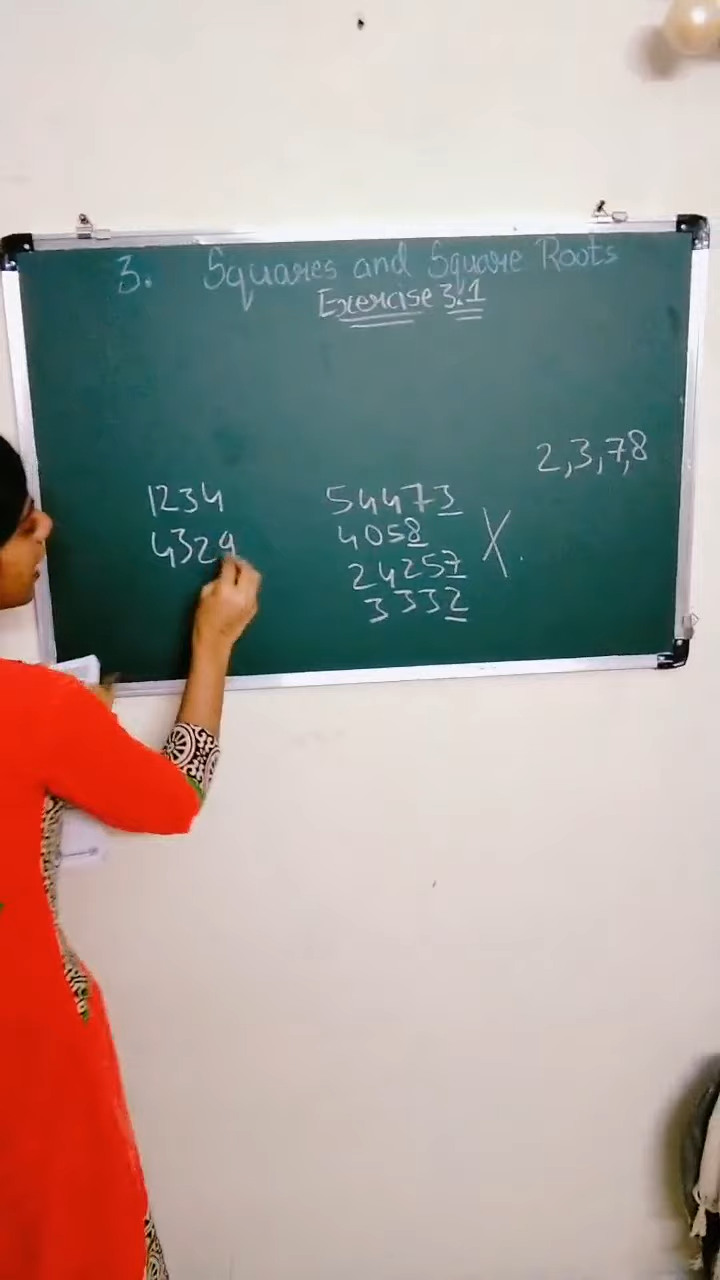 3. Squares and Square Roots
Exercise 3.1
2,3,7,8
1234
4329
54473
4058
24257
3332
X.